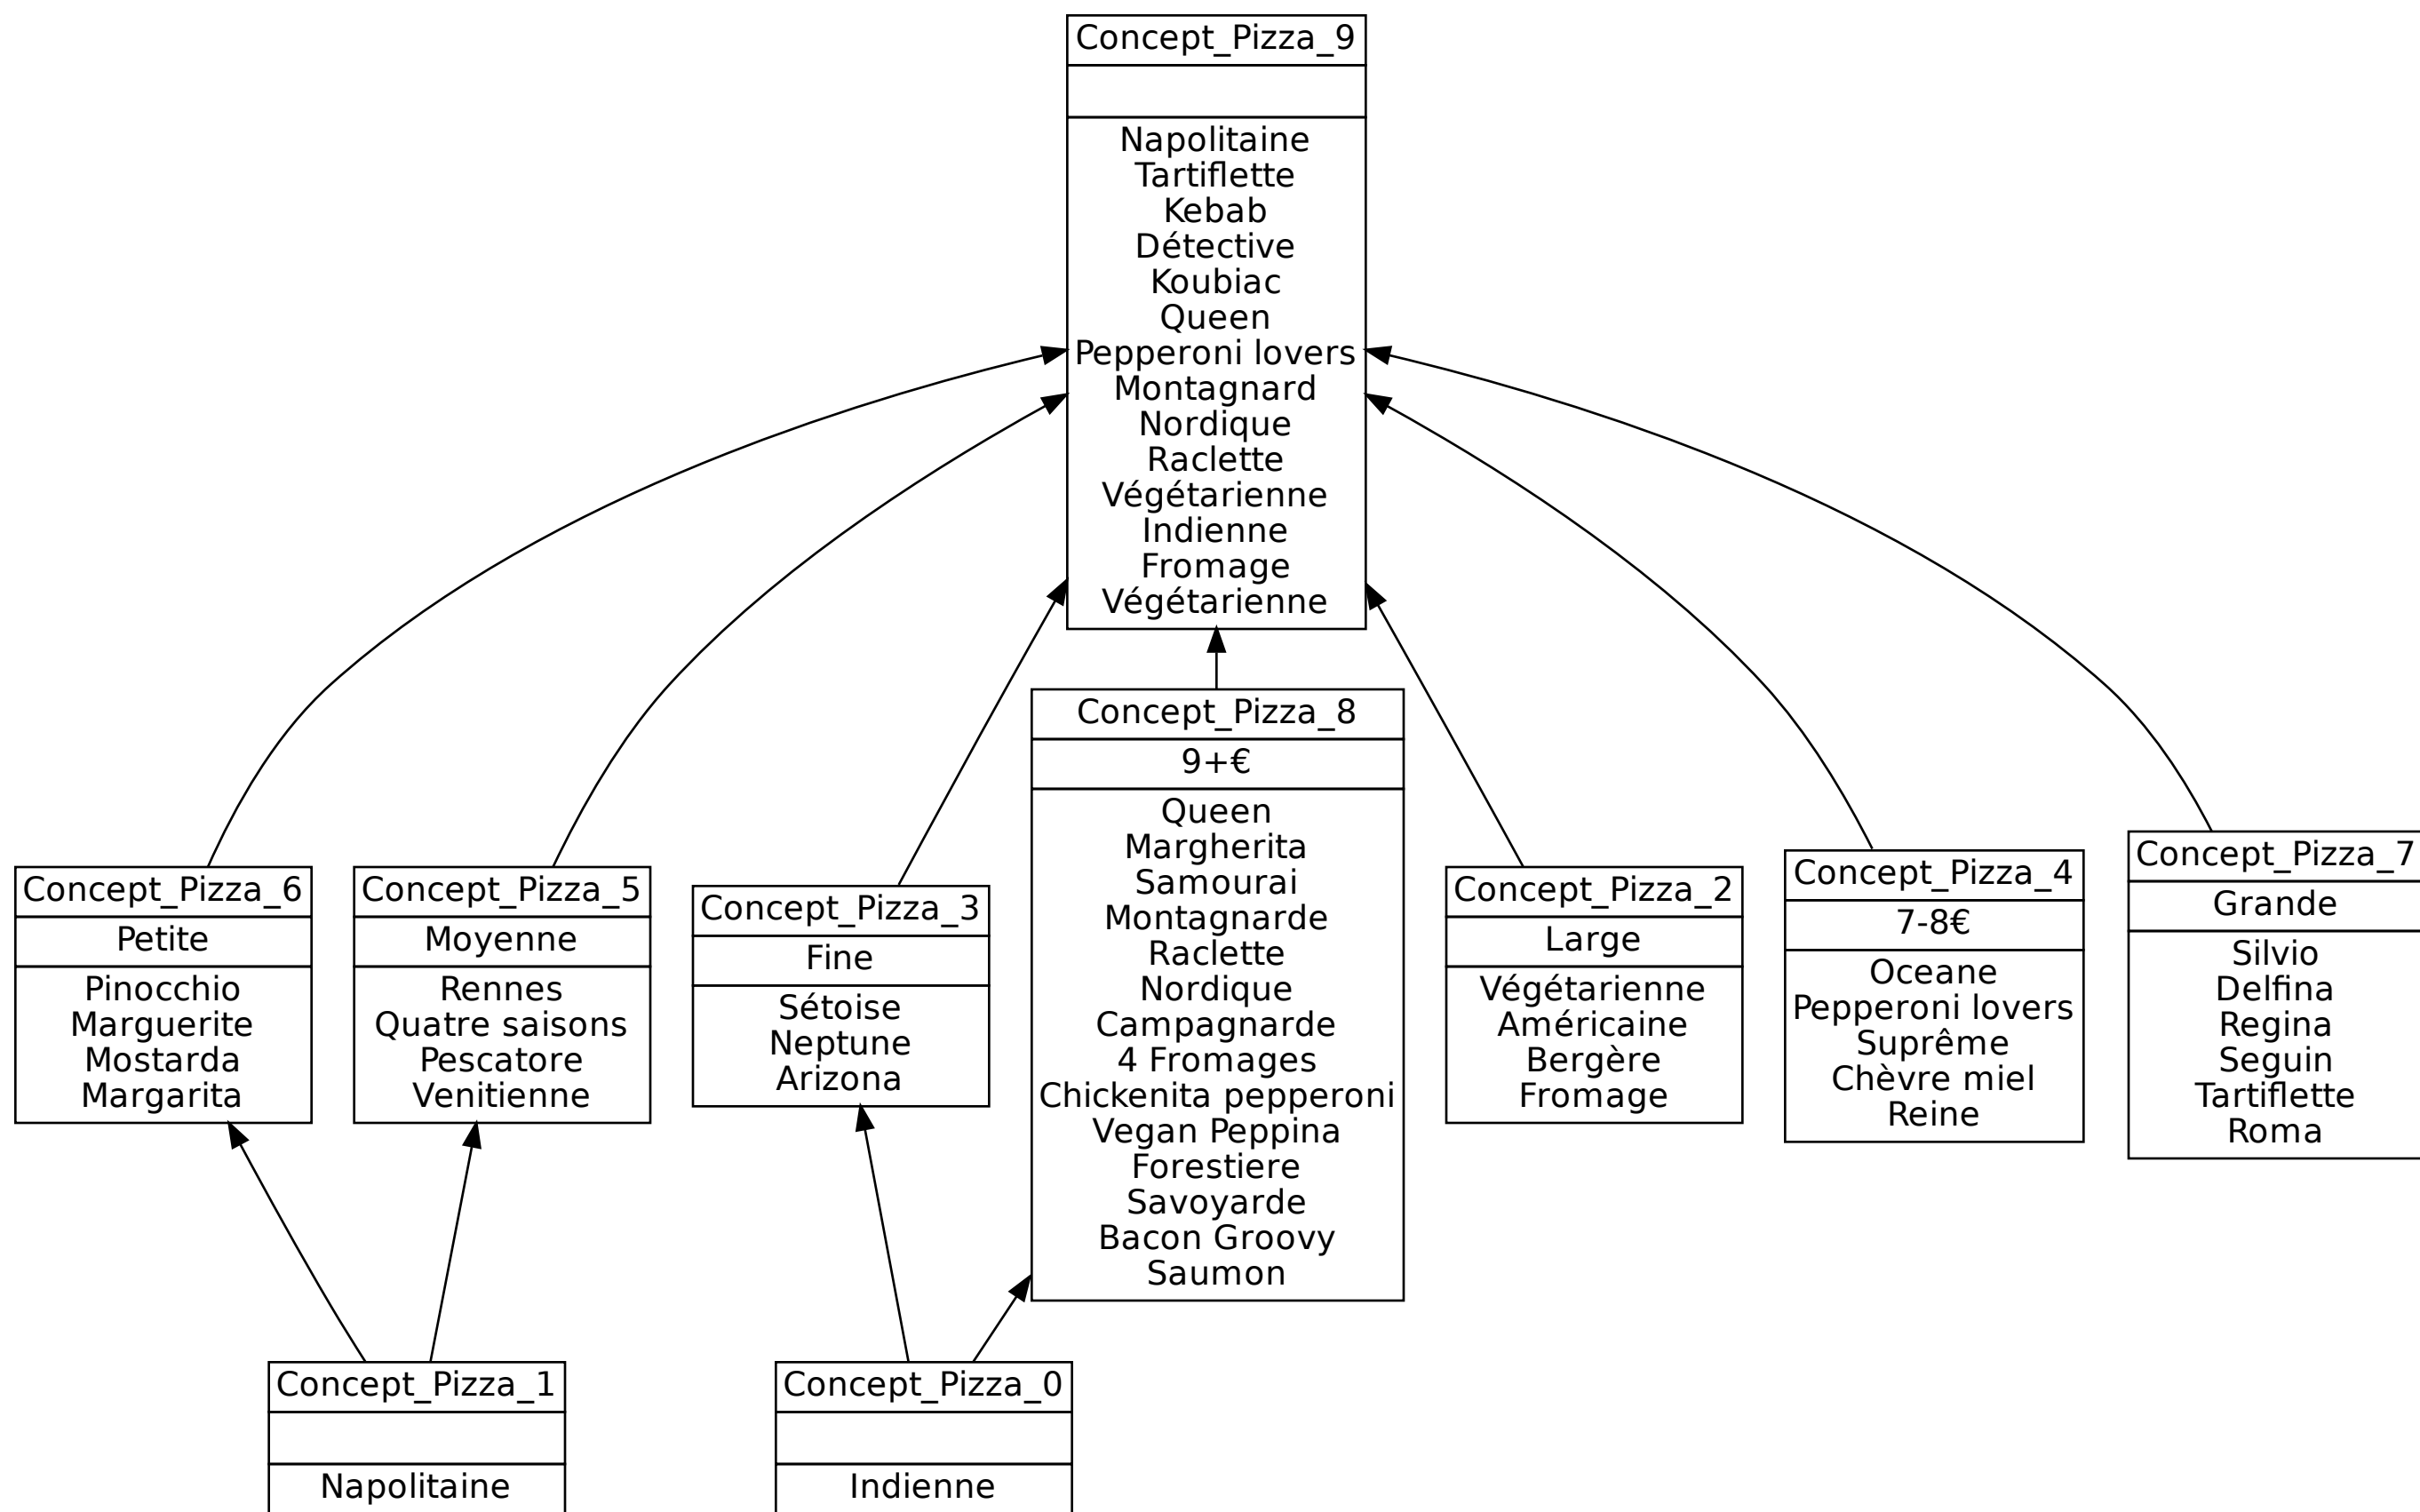 Concept_Pizza_9
Napolitaine
Tartiflette
Kebab
Détective
Koubiac
Queen
Pepperoni lovers
Montagnard
Nordique
Raclette
Végétarienne
Indienne
Fromage
Végétarienne
Concept_Pizza_6
Petite
Pinocchio
Marguerite
Mostarda
Margarita
Concept_Pizza_5
Moyenne
Rennes
Quatre saisons
Pescatore
Venitienne
Concept_Pizza_3
Fine
Sétoise
Neptune
Arizona
Concept_Pizza_8
9+€
Queen
Margherita
Samourai
Montagnarde
Raclette
Nordique
Campagnarde
4 Fromages
Chickenita pepperoni
Vegan Peppina
Forestiere
Savoyarde
Bacon Groovy
Saumon
Concept_Pizza_2
Large
Végétarienne
Américaine
Bergère
Fromage
Concept_Pizza_4
7-8€
Oceane
Pepperoni lovers
Suprême
Chèvre miel
Reine
Concept_Pizza_7
Grande
Silvio
Delfina
Regina
Seguin
Tartiflette
Roma
Concept_Pizza_1
Napolitaine
Concept_Pizza_0
Indienne